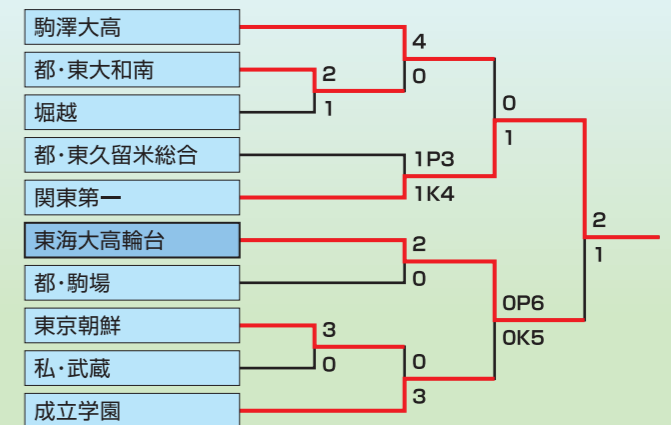 駒澤大高
都・東大和南
堀越
都・東久留米総合
関東第一
東海大高輪台
都・駒場
東京朝鮮
私・武蔵
成立学園
2
1
3
0
4
0
1P3
1K4
2
0
0
3
0
1
0P6
0K5
2
1